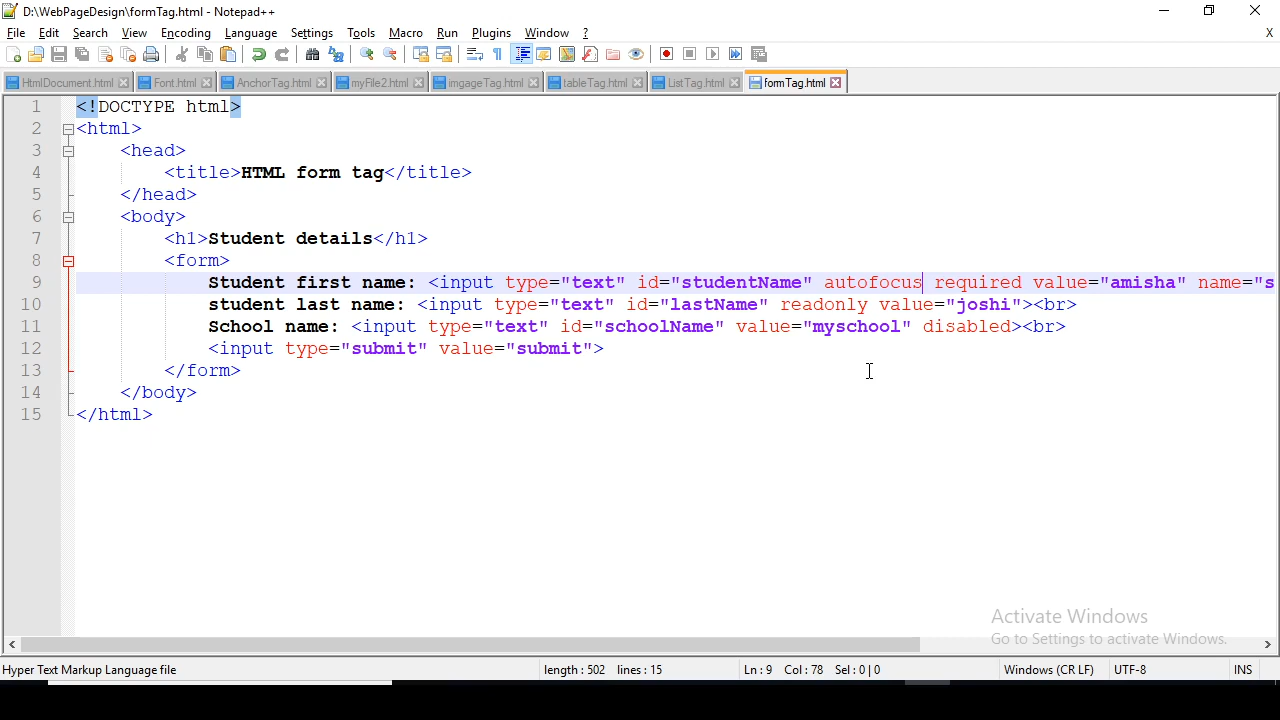 D:\WebPageDesign\formTag.html - Notepad++
File Edit Search View Encoding Language Settings Tools Macro Run Plugins Window ? X
HtmlDocument.html Font.html AnchorTag.html myFile2.html imgageTag.html tableTag.html ListTag.html formTag.html
1 <!DOCTYPE html>
2 <html>
3 <head>
4 <title>HTML form tag</title>
5 </head>
6 <body>
7 <h1>Student details</h1>
8 <form>
9 Student first name: <input type="text" id="studentName" autofocus required value="amisha" name="s
10 student last name: <input type="text" id="lastName" readonly value="joshi"><br>
11 School name: <input type="text" id="schoolName" value="myschool" disabled><br>
12 <input type="submit" value="submit">
13 </form>
14 </body>
15 </html>
Activate Windows
Go to Settings to activate Windows.
Hyper Text Markup Language file length : 502 lines : 15 Ln : 9 Col : 78 Sel : 0 | 0 Windows (CR LF) UTF-8 INS